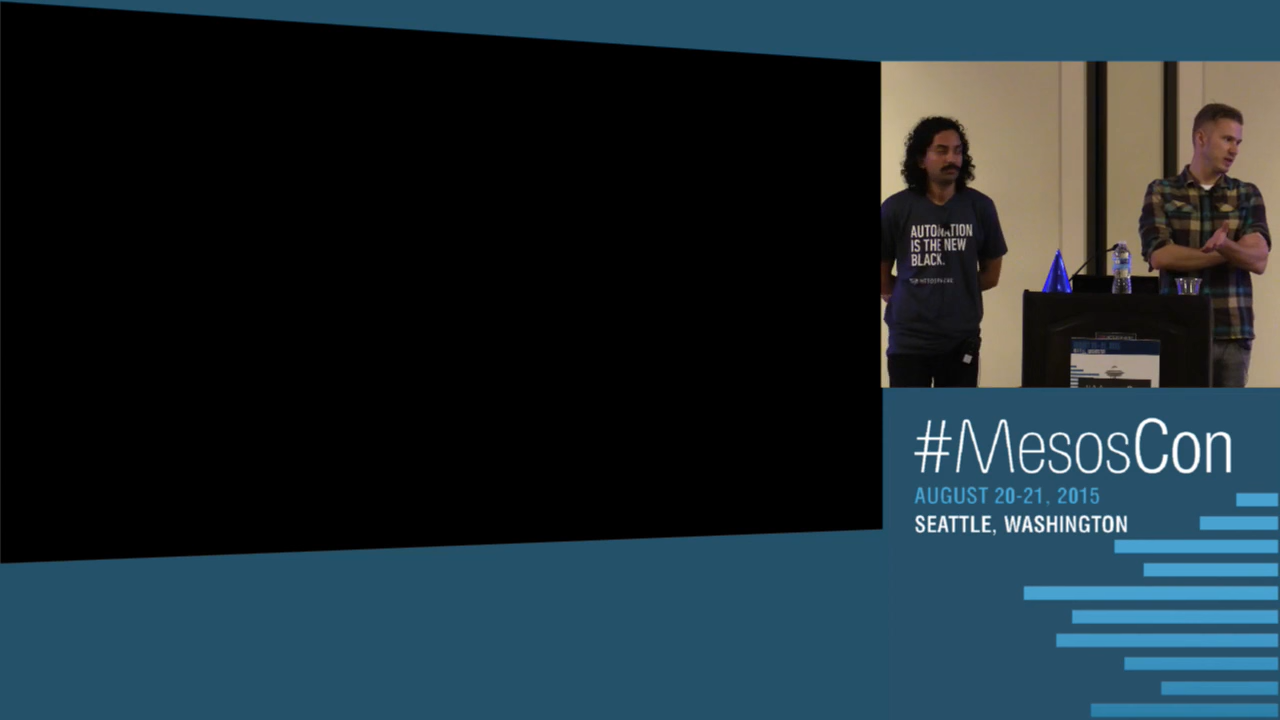 AUTOMATION
IS THE NEW
BLACK.
#MesosCon
AUGUST 20-21, 2015
SEATTLE, WASHINGTON